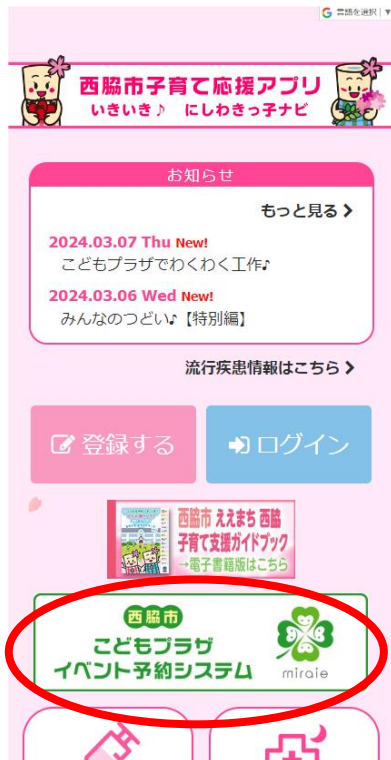 言語を選択 | ▼
西脇市子育て応援アプリ
いきいき♪ にしわきっ子ナビ
お知らせ
もっと見る
2024.03.07 Thu New!
こどもプラザでわくわく工作♪
2024.03.06 Wed New!
みんなのつどい♪【特別編】
流行疾患情報はこちら
登録する
ログイン
西脇市 ええまち 西脇
子育て支援ガイドブック
→電子書籍版はこちら
西脇市
こどもプラザ
イベント予約システム
miraie